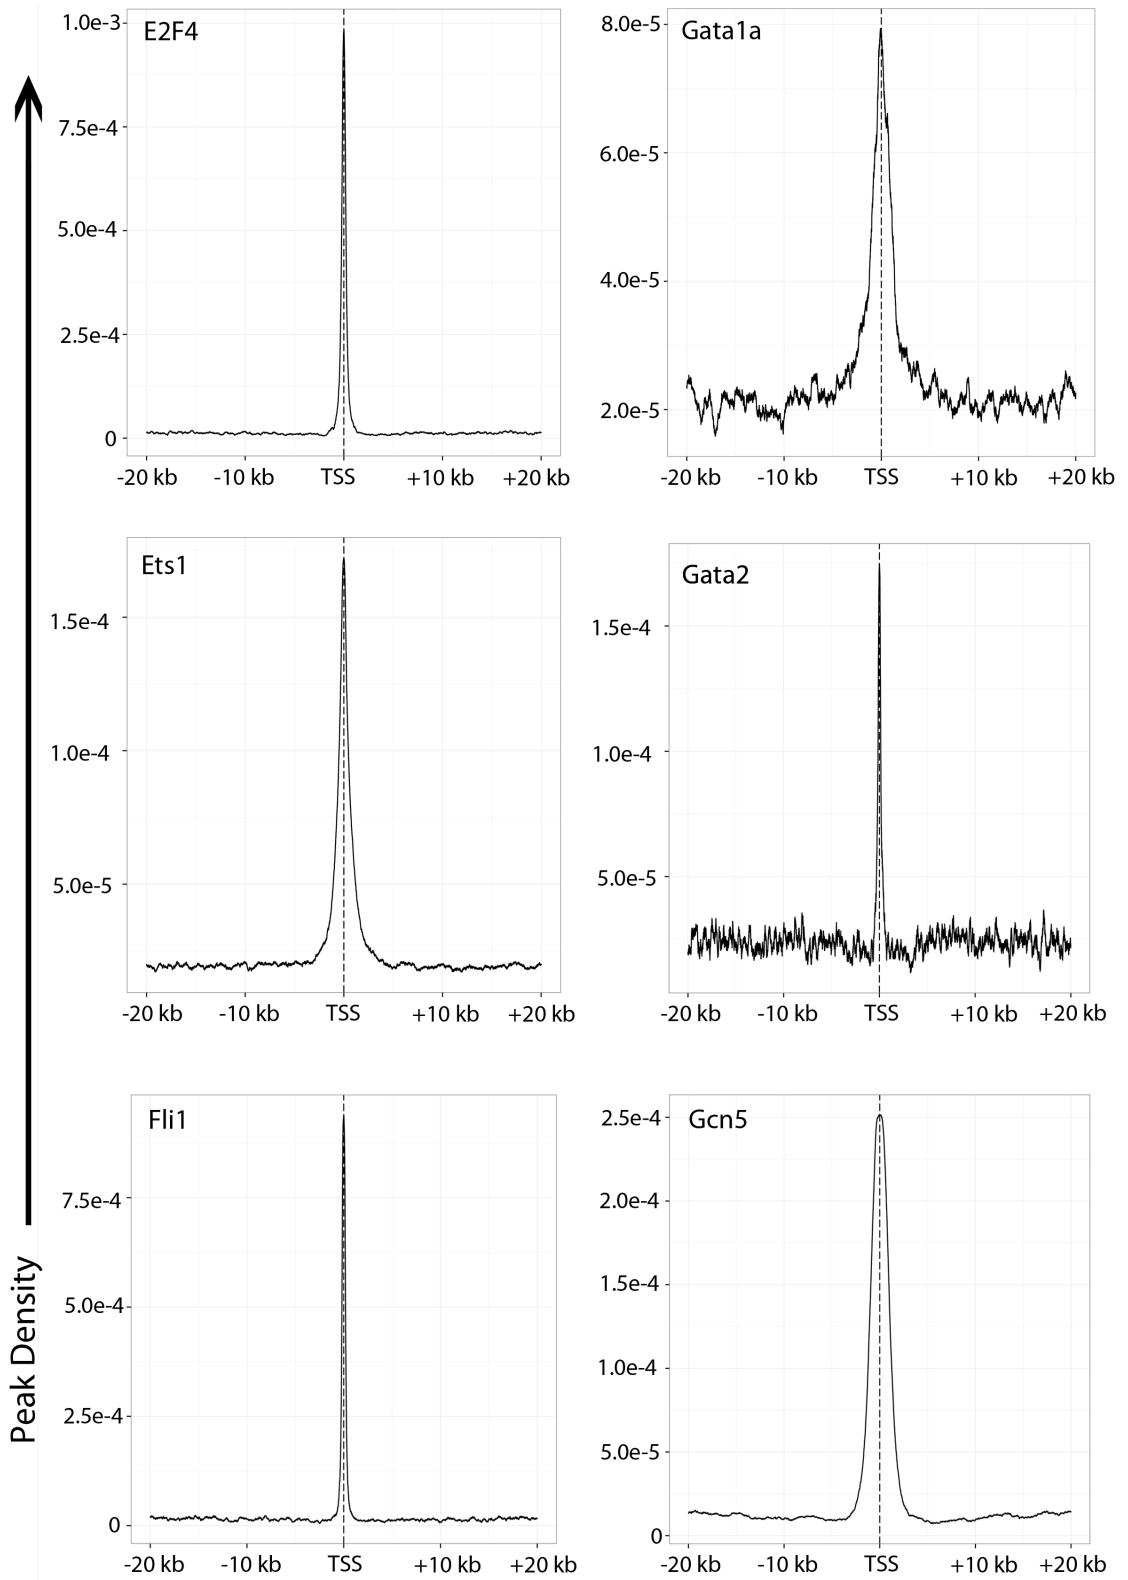 Peak Density
E2F4
1.0e-3
7.5e-4
5.0e-4
2.5e-4
0
-20 kb -10 kb TSS +10 kb +20 kb
Gata1a
8.0e-5
6.0e-5
4.0e-5
2.0e-5
-20 kb -10 kb TSS +10 kb +20 kb
Ets1
1.5e-4
1.0e-4
5.0e-5
-20 kb -10 kb TSS +10 kb +20 kb
Gata2
1.5e-4
1.0e-4
5.0e-5
-20 kb -10 kb TSS +10 kb +20 kb
Fli1
7.5e-4
5.0e-4
2.5e-4
0
-20 kb -10 kb TSS +10 kb +20 kb
Gcn5
2.5e-4
2.0e-4
1.5e-4
1.0e-4
5.0e-5
0
-20 kb -10 kb TSS +10 kb +20 kb